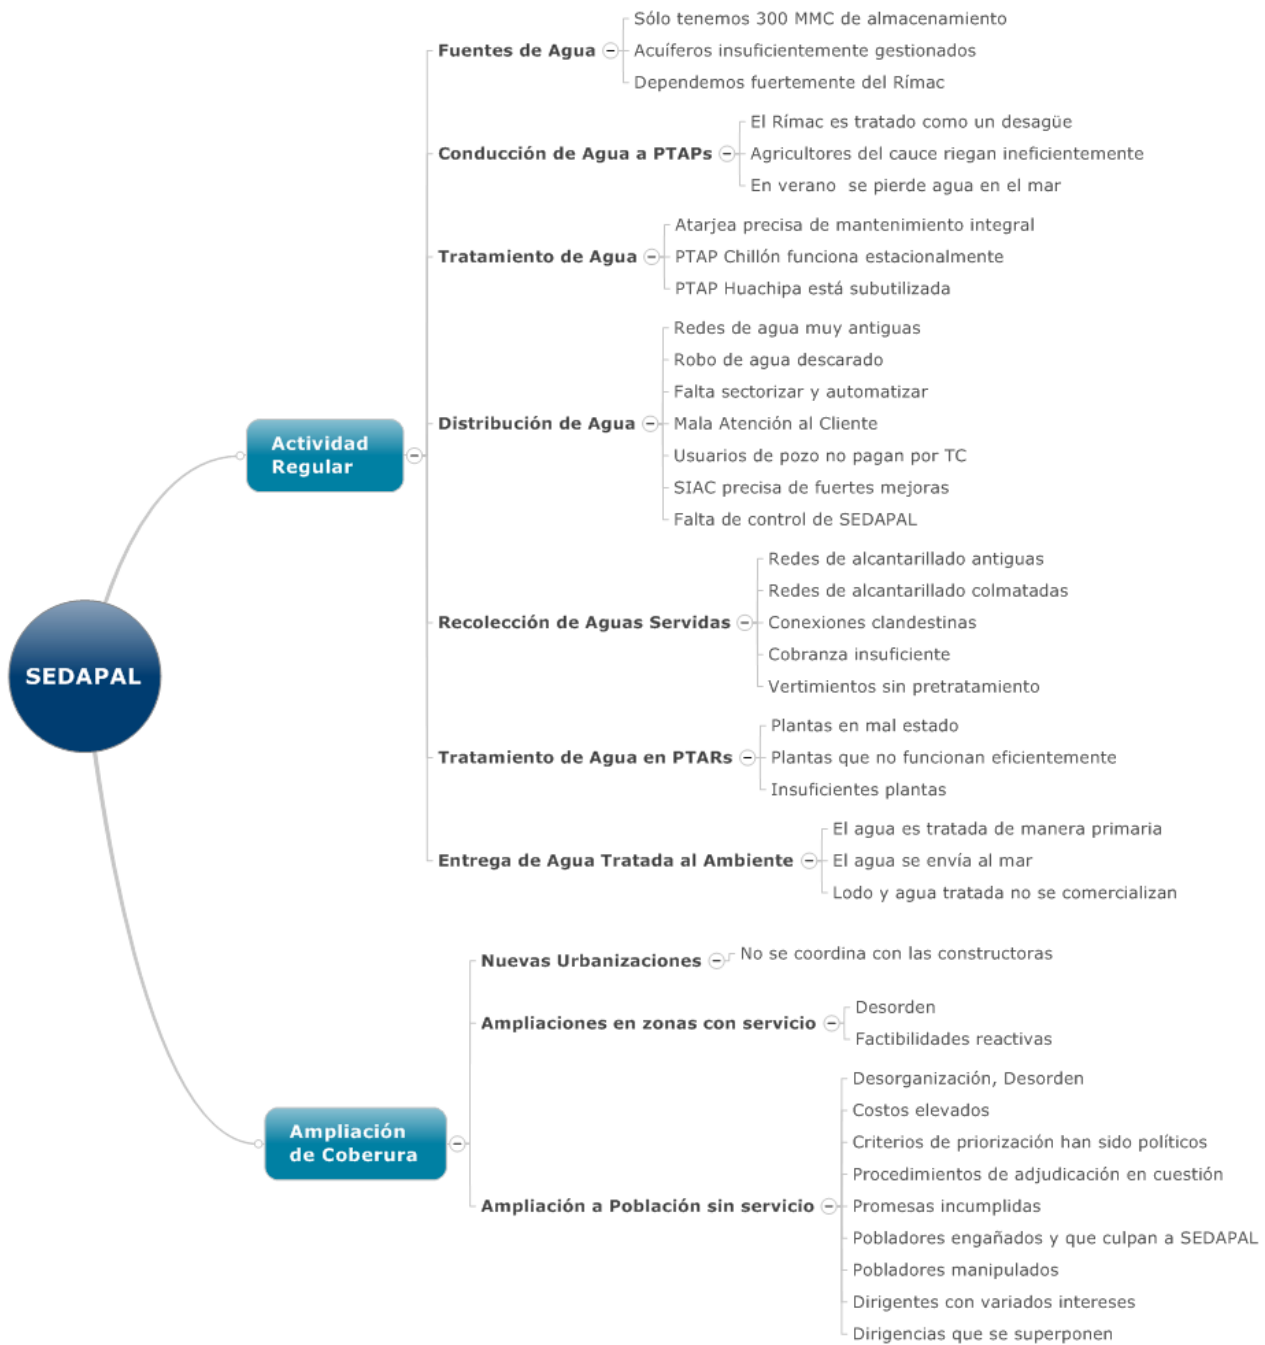 SEDAPAL
Actividad
Regular
Fuentes de Agua
Sólo tenemos 300 MMC de almacenamiento
Acuíferos insuficientemente gestionados
Dependemos fuertemente del Rímac
Conducción de Agua a PTAPs
El Rímac es tratado como un desagüe
Agricultores del cauce riegan ineficientemente
En verano se pierde agua en el mar
Tratamiento de Agua
Atarjea precisa de mantenimiento integral
PTAP Chillón funciona estacionalmente
PTAP Huachipa está subutilizada
Distribución de Agua
Redes de agua muy antiguas
Robo de agua descarado
Falta sectorizar y automatizar
Mala Atención al Cliente
Usuarios de pozo no pagan por TC
SIAC precisa de fuertes mejoras
Falta de control de SEDAPAL
Recolección de Aguas Servidas
Redes de alcantarillado antiguas
Redes de alcantarillado colmatadas
Conexiones clandestinas
Cobranza insuficiente
Vertimientos sin pretratamiento
Tratamiento de Agua en PTARs
Plantas en mal estado
Plantas que no funcionan eficientemente
Insuficientes plantas
Entrega de Agua Tratada al Ambiente
El agua es tratada de manera primaria
El agua se envía al mar
Lodo y agua tratada no se comercializan
Ampliación
de Coberura
Nuevas Urbanizaciones
No se coordina con las constructoras
Ampliaciones en zonas con servicio
Desorden
Factibilidades reactivas
Ampliación a Población sin servicio
Desorganización, Desorden
Costos elevados
Criterios de priorización han sido políticos
Procedimientos de adjudicación en cuestión
Promesas incumplidas
Pobladores engañados y que culpan a SEDAPAL
Pobladores manipulados
Dirigentes con variados intereses
Dirigencias que se superponen